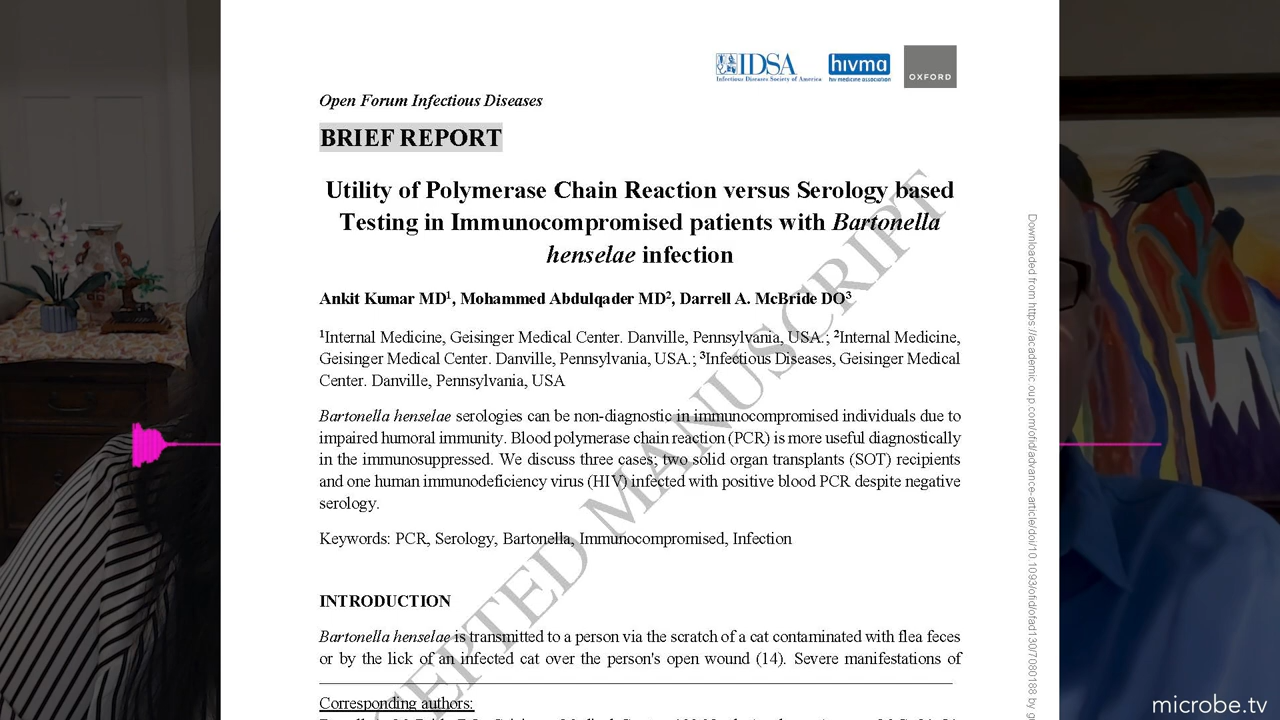 IDSA
Infectious Diseases Society of America
hivma
hiv medicine association
OXFORD
Open Forum Infectious Diseases
BRIEF REPORT
Utility of Polymerase Chain Reaction versus Serology based
Testing in Immunocompromised patients with Bartonella
henselae infection
Ankit Kumar MD1, Mohammed Abdulqader MD2, Darrell A. McBride DO3
1Internal Medicine, Geisinger Medical Center. Danville, Pennsylvania, USA.; 2Internal Medicine,
Geisinger Medical Center. Danville, Pennsylvania, USA.; 3Infectious Diseases, Geisinger Medical
Center. Danville, Pennsylvania, USA
Bartonella henselae serologies can be non-diagnostic in immunocompromised individuals due to
impaired humoral immunity. Blood polymerase chain reaction (PCR) is more useful diagnostically
in the immunosuppressed. We discuss three cases; two solid organ transplants (SOT) recipients
and one human immunodeficiency virus (HIV) infected with positive blood PCR despite negative
serology.
Keywords: PCR, Serology, Bartonella, Immunocompromised, Infection
INTRODUCTION
Bartonella henselae is transmitted to a person via the scratch of a cat contaminated with flea feces
or by the lick of an infected cat over the person's open wound (14). Severe manifestations of
Corresponding authors:
EPTED MANUSCRIPT
Downloaded from https://academic.oup.com/ofid/advance-article/doi/10.1093/ofid/ofad130/7080188 by
microbe.tv